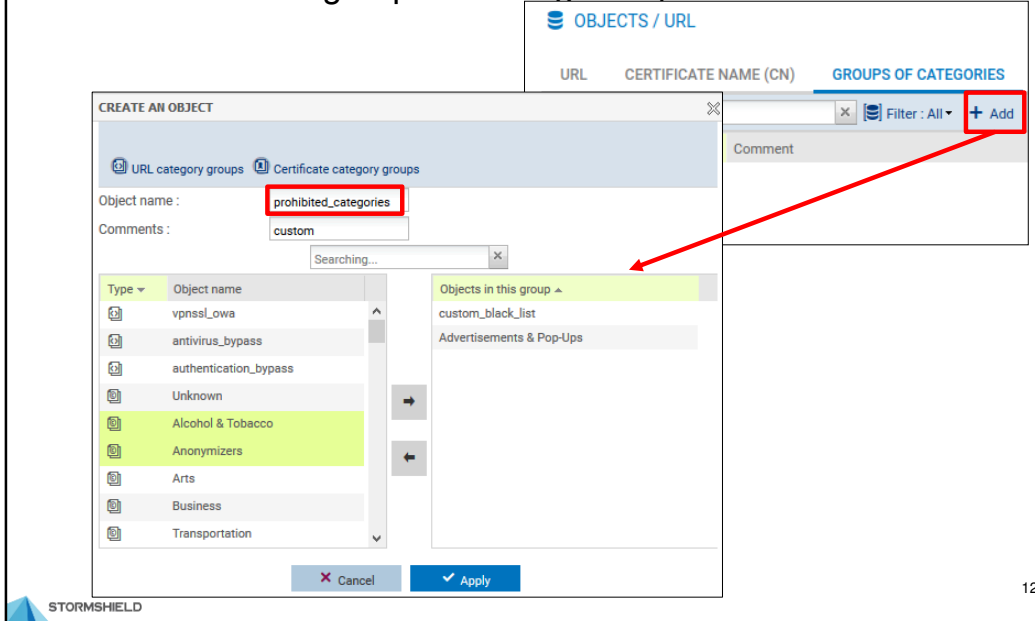 OBJECTS / URL
URL CERTIFICATE NAME (CN) GROUPS OF CATEGORIES
Filter : All + Add
Comment
CREATE AN OBJECT
URL category groups Certificate category groups
Object name : prohibited_categories
Comments : custom
Searching...
Type Object name
vpnssl_owa
antivirus_bypass
authentication_bypass
Unknown
Alcohol & Tobacco
Anonymizers
Arts
Business
Transportation
Objects in this group
custom_black_list
Advertisements & Pop-Ups
Cancel Apply
STORMSHIELD
12